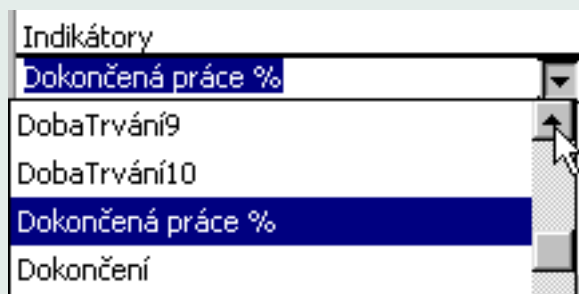 Indikátory
Dokončená práce %
DobaTrvání9
DobaTrvání10
Dokončená práce %
Dokončení